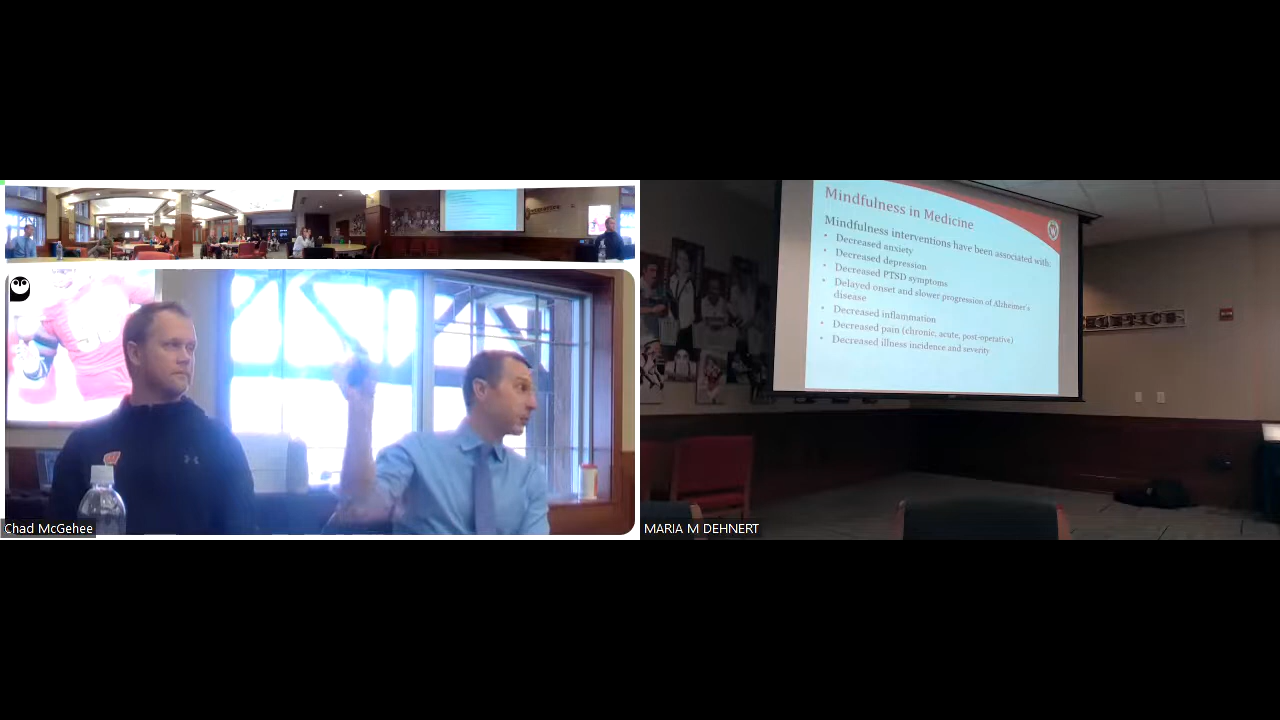 Mindfulness in Medicine
Mindfulness interventions have been associated with:
• Decreased anxiety
• Decreased depression
• Decreased PTSD symptoms
• Delayed onset and slower progression of Alzheimer's
disease
• Decreased inflammation
• Decreased pain (chronic, acute, post-operative)
• Decreased illness incidence and severity
Chad McGehee
MARIA M DEHNERT